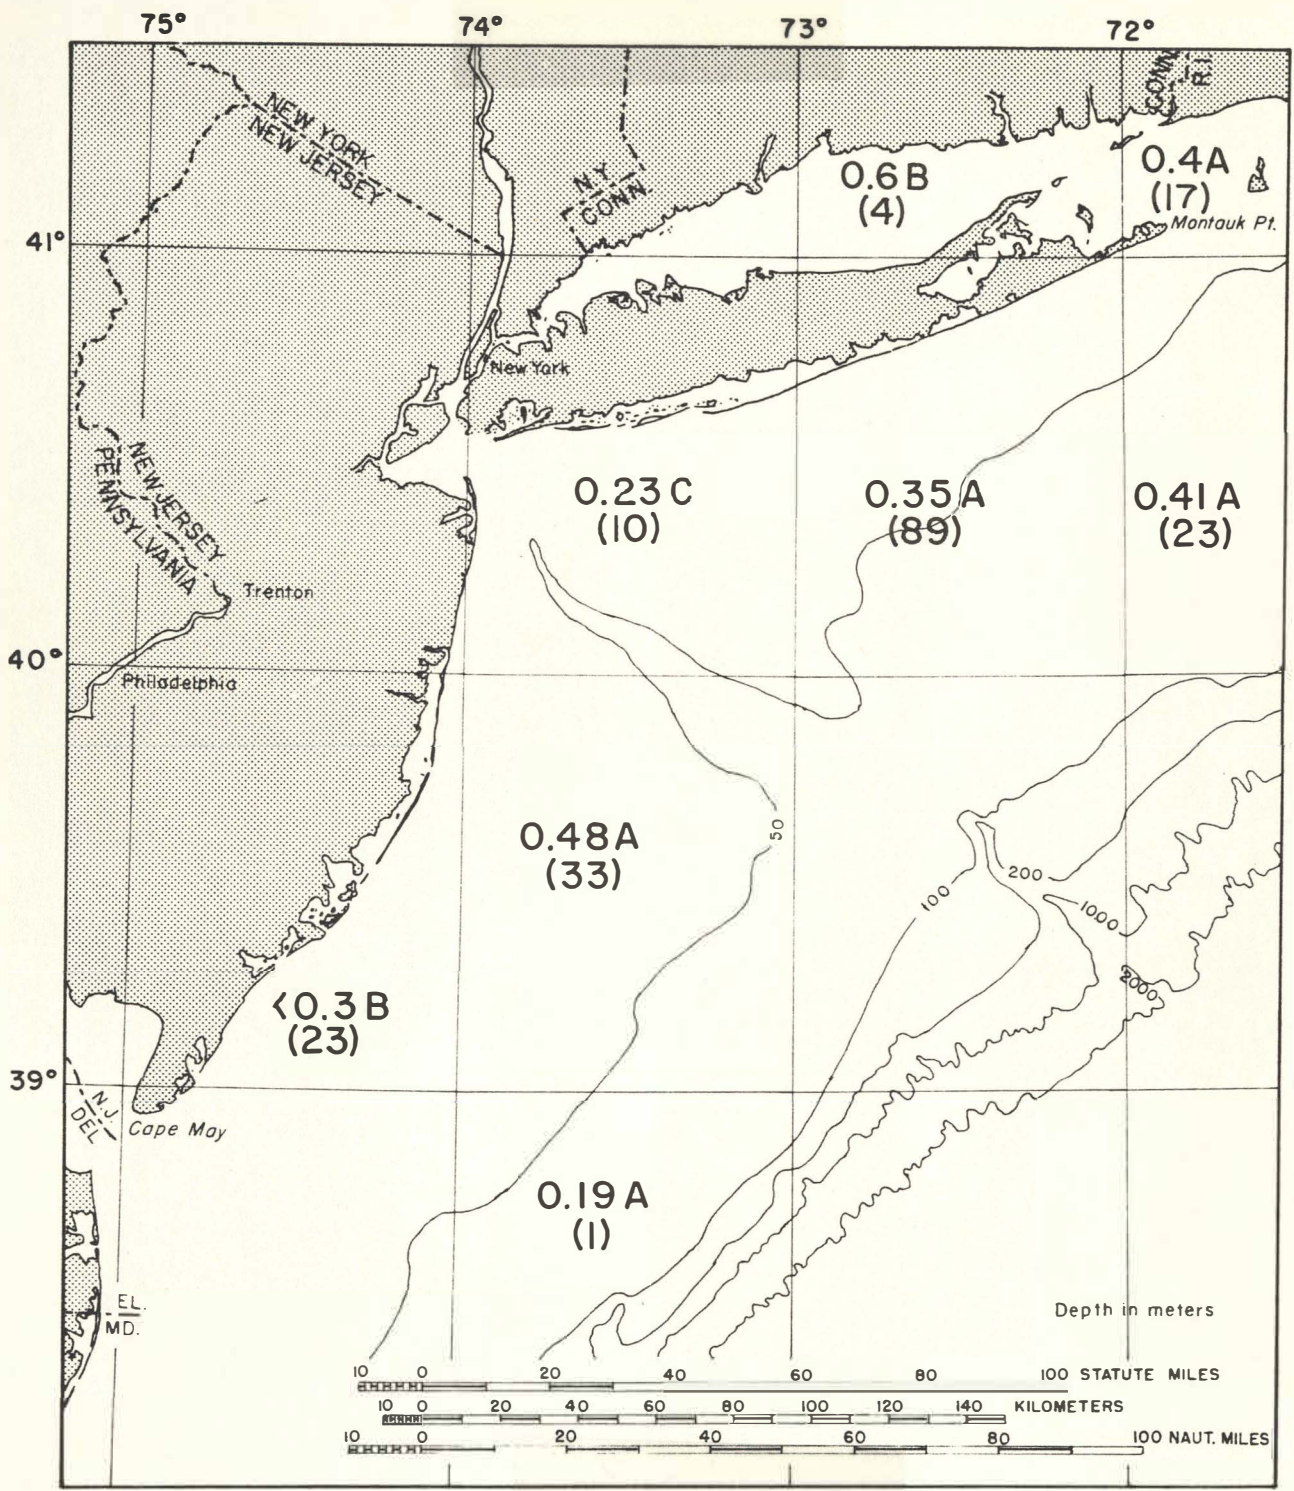 75° 74° 73° 72°
NEW YORK
NEW JERSEY
N.Y.
CONN.
CONN.
R.I.
0.6 B
(4)
0.4 A
(17)
Montauk Pt.
41°
New York
NEW JERSEY
PENNSYLVANIA
0.23 C
(10)
0.35 A
(89)
0.41 A
(23)
Trenton
40°
Philadelphia
50
0.48 A
(33)
100
200
1000
2000
<0.3 B
(23)
39°
N.J.
DEL
Cape May
0.19 A
(1)
EL.
MD.
Depth in meters
10 0 20 40 60 80 100 STATUTE MILES
10 0 20 40 60 80 100 120 140 KILOMETERS
10 0 20 40 60 80 100 NAUT. MILES